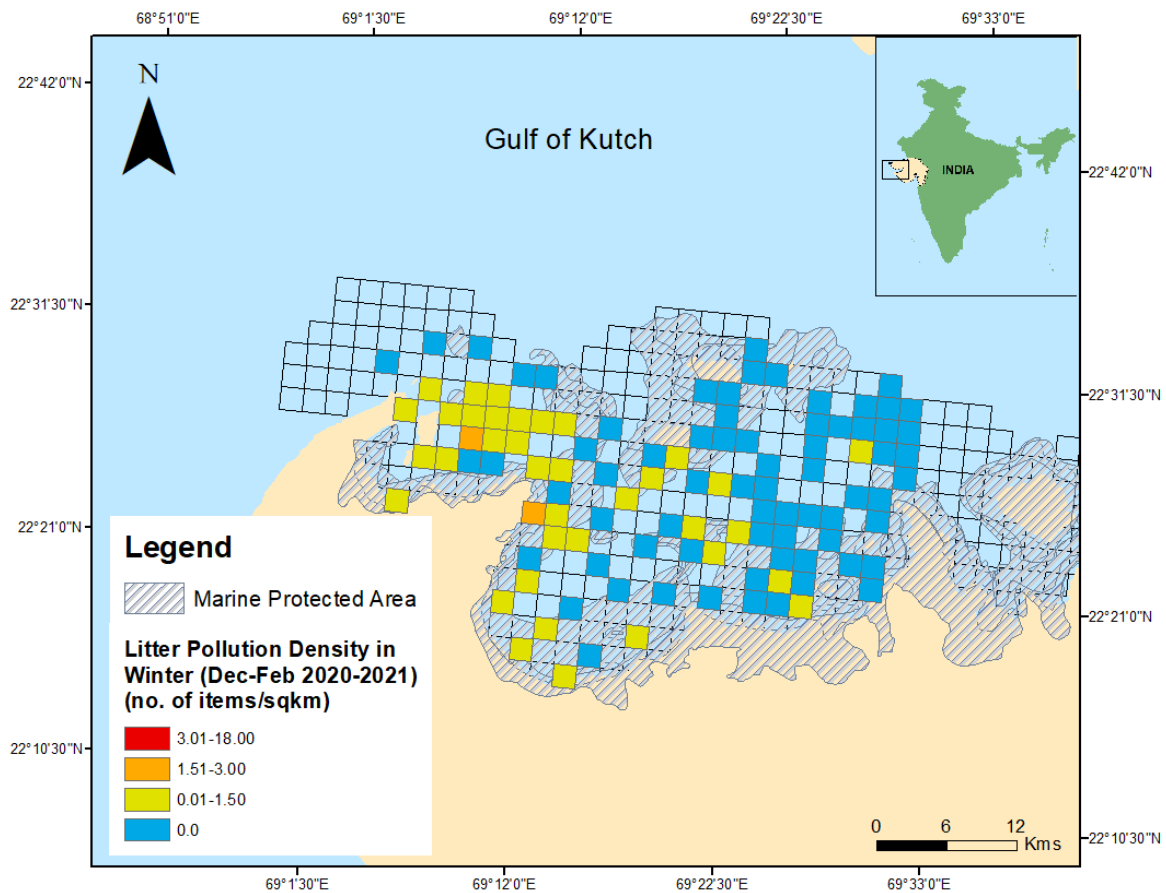 68°51'0"E
69°1'30"E
69°12'0"E
69°22'30"E
69°33'0"E
22°42'0"N
N
Gulf of Kutch
INDIA
22°42'0"N
22°31'30"N
22°31'30"N
22°21'0"N
22°21'0"N
Legend
Marine Protected Area
Litter Pollution Density in
Winter (Dec-Feb 2020-2021)
(no. of items/sqkm)
3.01-18.00
1.51-3.00
0.01-1.50
0.0
22°10'30"N
0 6 12
Kms
22°10'30"N
69°1'30"E
69°12'0"E
69°22'30"E
69°33'0"E